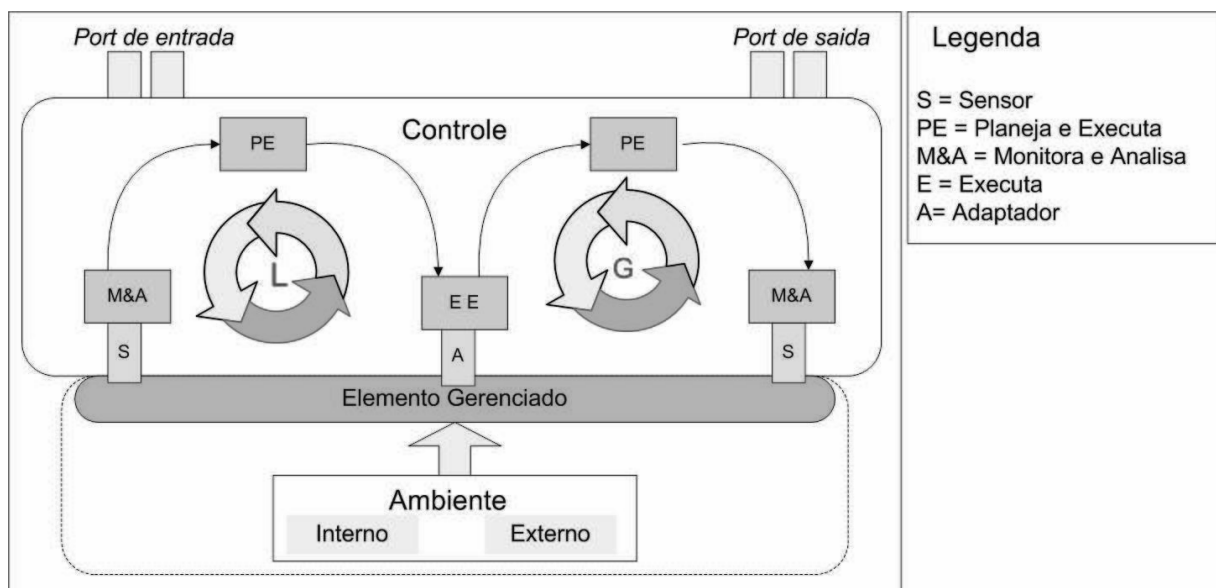 Port de entrada
Port de saida
Controle
PE
PE
L
G
M&A
E E
M&A
S
A
S
Elemento Gerenciado
Ambiente
Interno
Externo
Legenda
S = Sensor
PE = Planeja e Executa
M&A = Monitora e Analisa
E = Executa
A= Adaptador